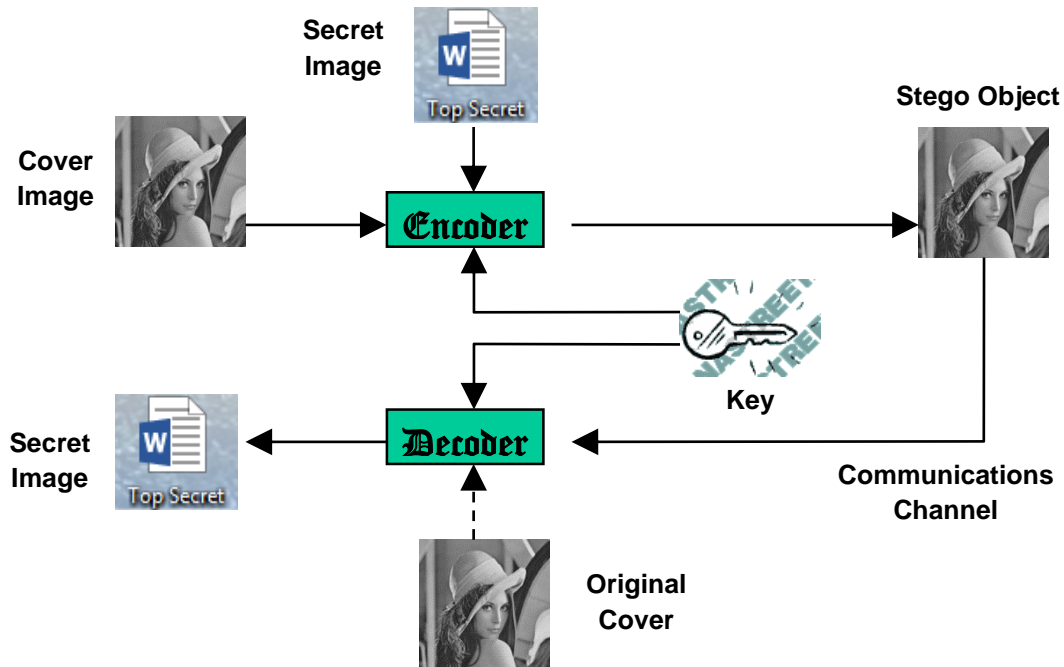 Secret
Image
W
Top Secret
Stego Object
Cover
Image
Encoder
Key
Secret
Image
W
Top Secret
Decoder
Communications
Channel
Original
Cover